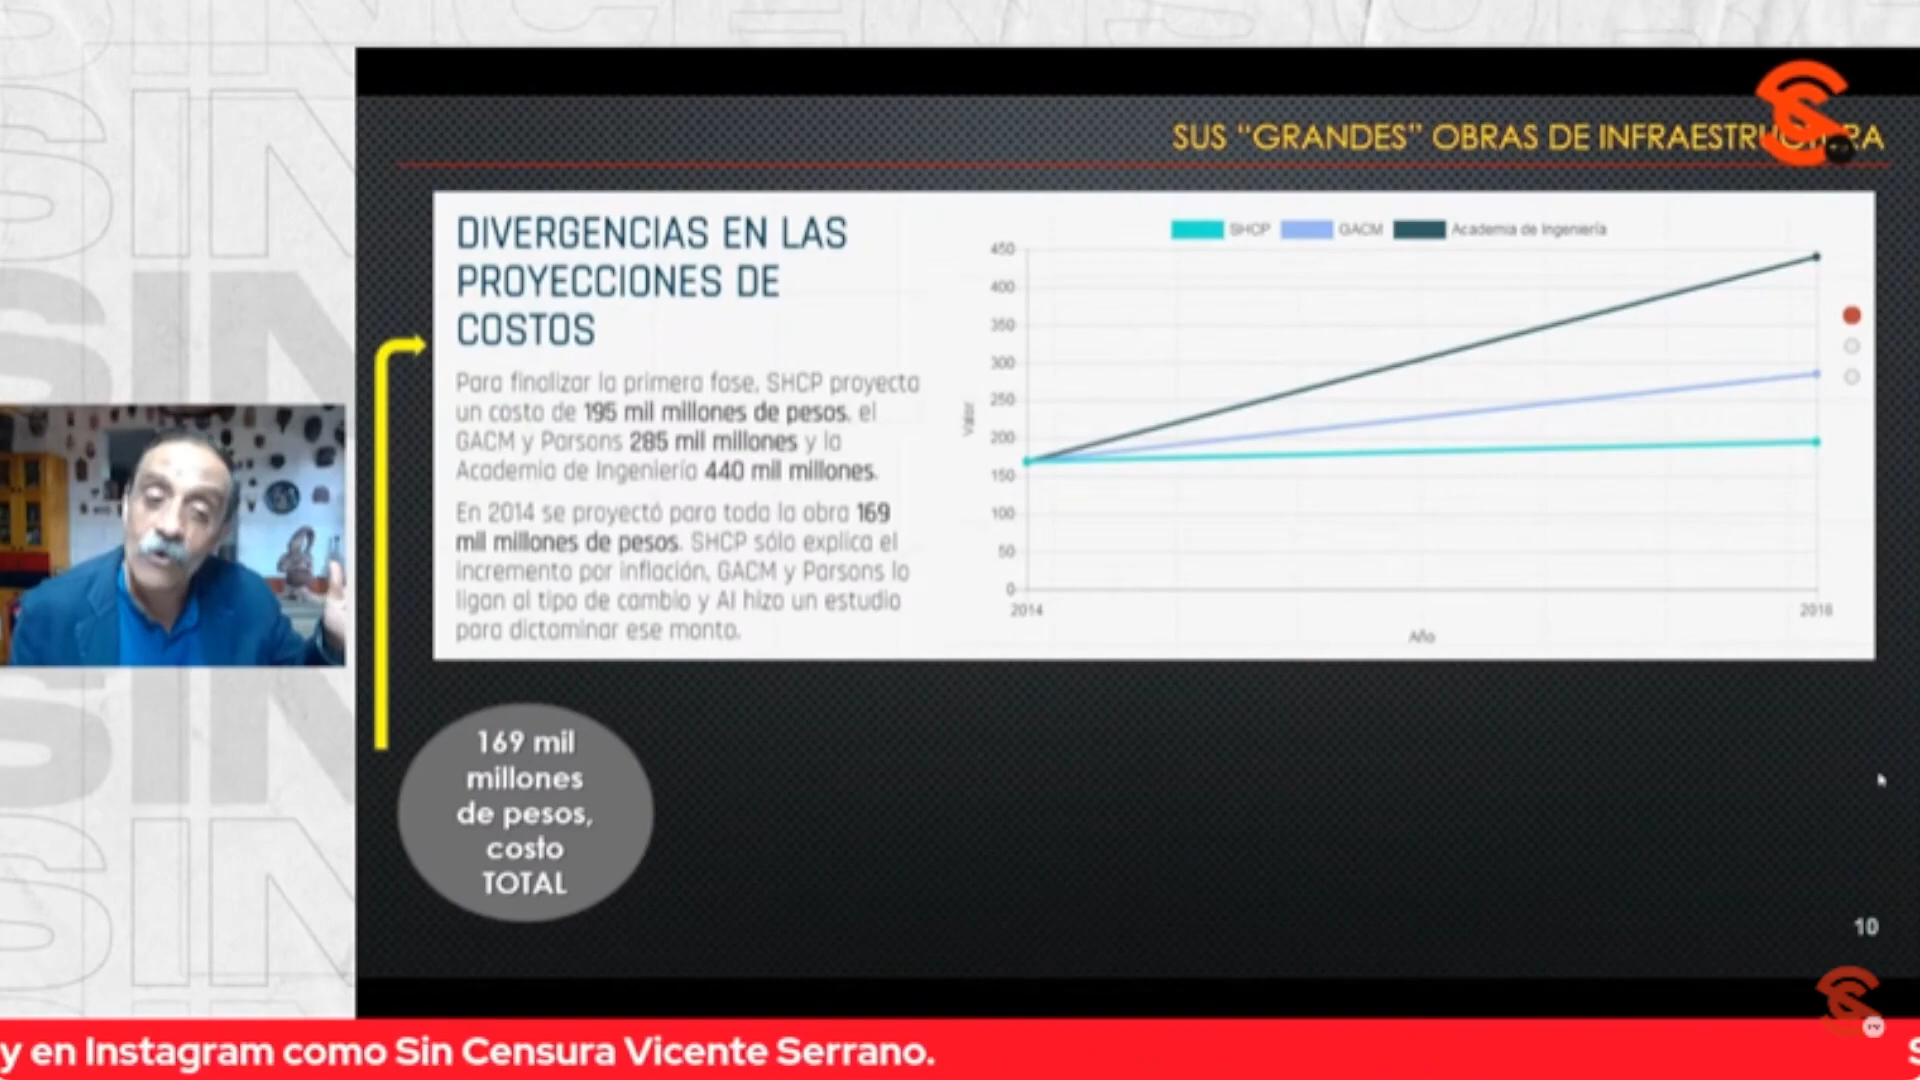 SUS “GRANDES” OBRAS DE INFRAESTRUCTURA
DIVERGENCIAS EN LAS
PROYECCIONES DE
COSTOS
Para finalizar la primera fase, SHCP proyecta
un costo de 195 mil millones de pesos, el
GACM y Parsons 285 mil millones y la
Academia de Ingeniería 440 mil millones.
En 2014 se proyectó para toda la obra 169
mil millones de pesos. SHCP sólo explica el
incremento por inflación, GACM y Parsons lo
ligan al tipo de cambio y AI hizo un estudio
para dictaminar ese monto.
SHCP GACM Academia de Ingeniería
450
400
350
300
250
200
150
100
50
0
Valor
2014 2018
Año
169 mil
millones
de pesos,
costo
TOTAL
10
y en Instagram como Sin Censura Vicente Serrano.